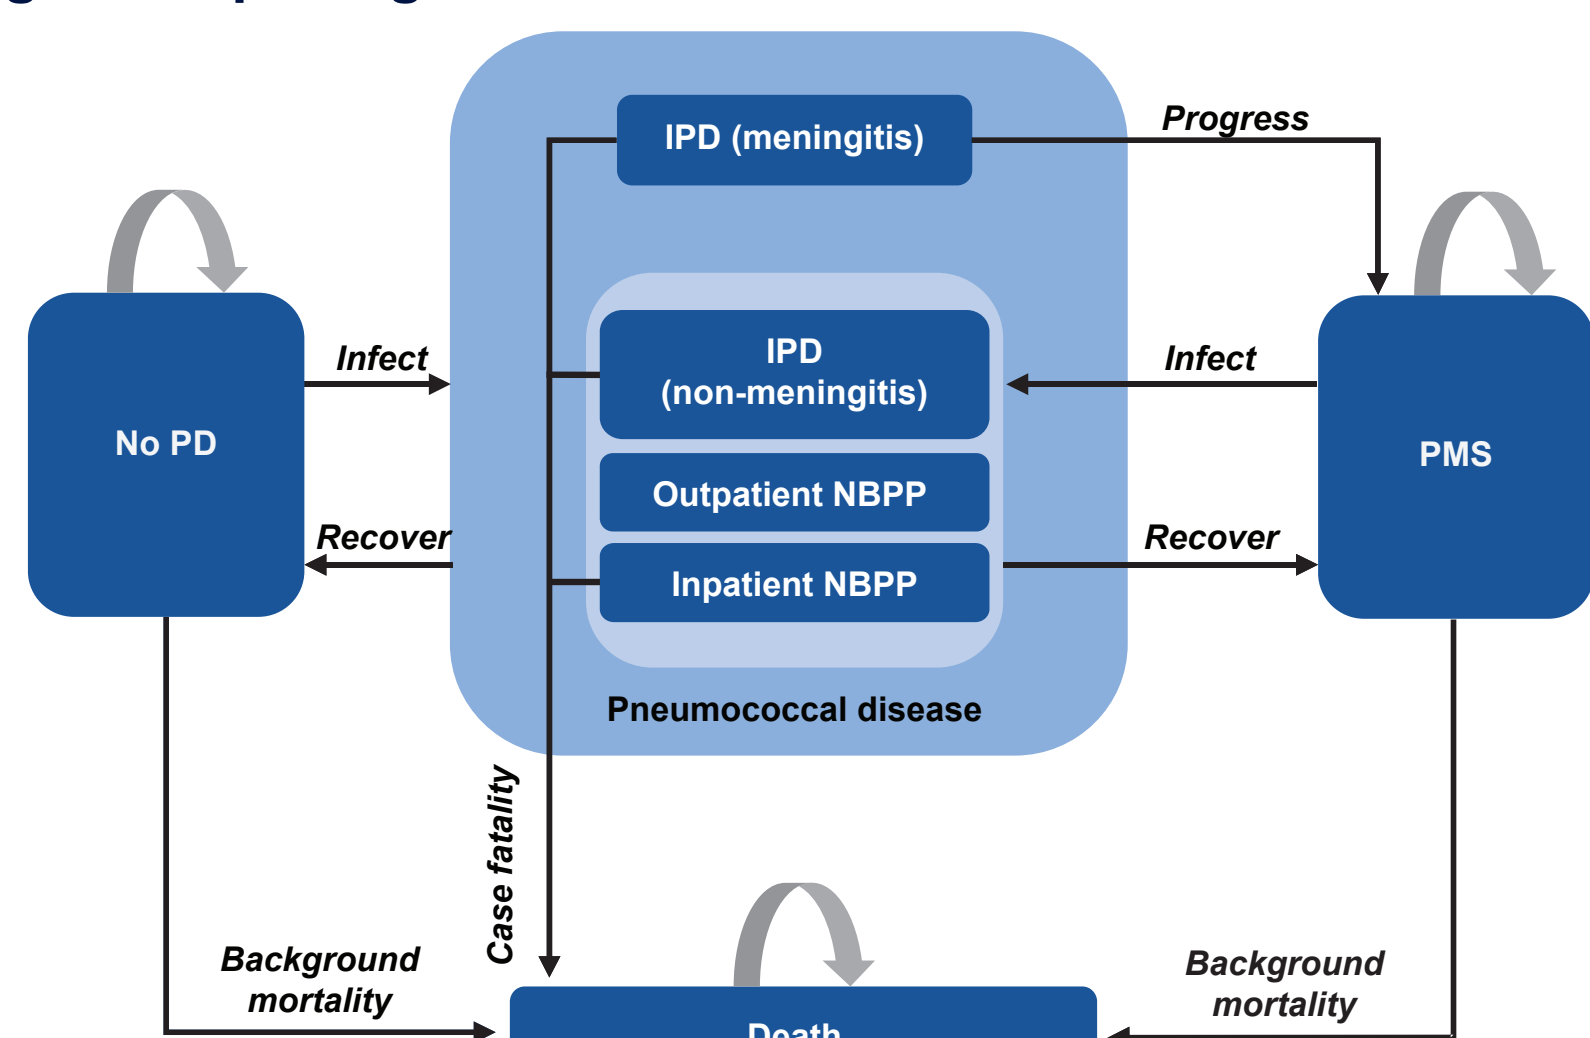 IPD (meningitis)
Progress
Infect
IPD
(non-meningitis)
Infect
No PD
PMS
Outpatient NBPP
Recover
Recover
Inpatient NBPP
Pneumococcal disease
Case fatality
Background
mortality
Background
mortality
Death